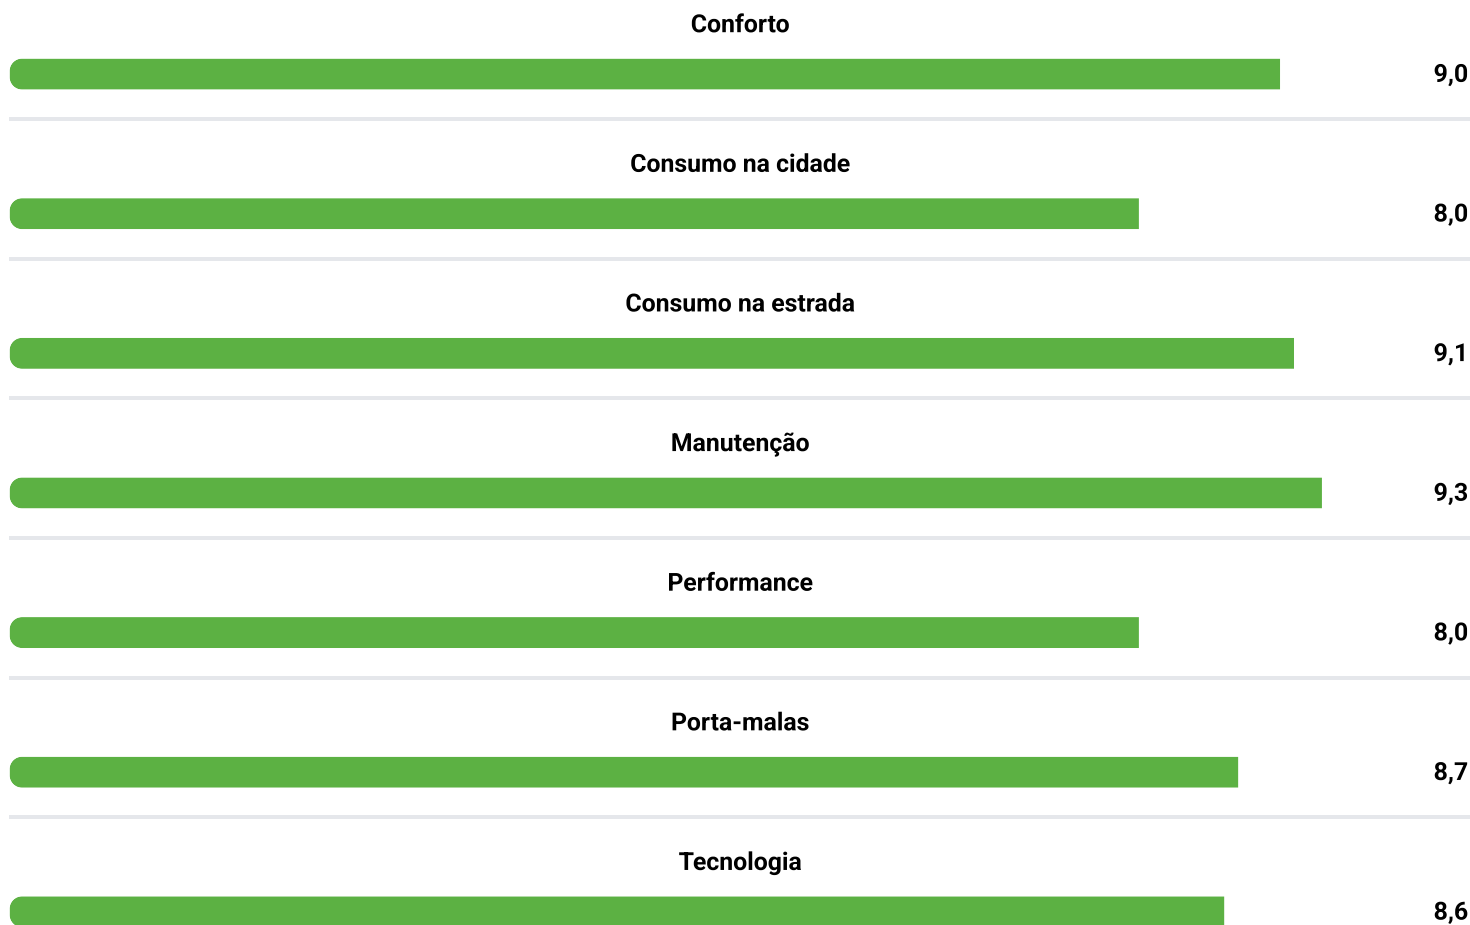 Conforto
9,0
Consumo na cidade
8,0
Consumo na estrada
9,1
Manutenção
9,3
Performance
8,0
Porta-malas
8,7
Tecnologia
8,6